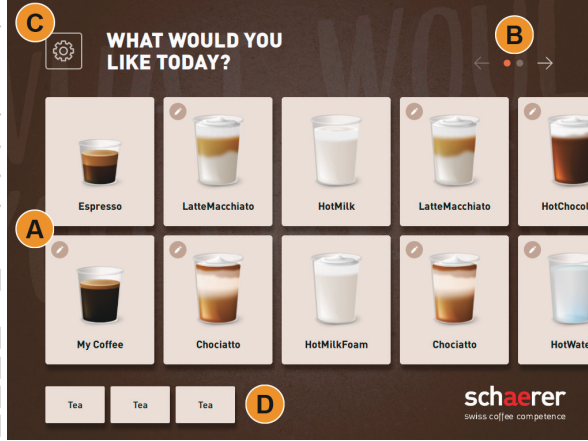 C
WHAT WOULD YOU
LIKE TODAY?
B
Espresso
LatteMacchiato
HotMilk
LatteMacchiato
HotChocol
A
My Coffee
Chociatto
HotMilkFoam
Chociatto
HotWate
Tea
Tea
Tea
D
schaerer
swiss coffee competence